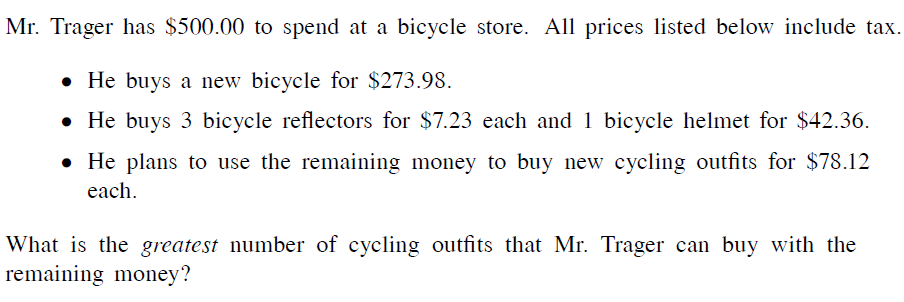 Mr. Trager has $500.00 to spend at a bicycle store. All prices listed below include tax.
• He buys a new bicycle for $273.98.
• He buys 3 bicycle reflectors for $7.23 each and 1 bicycle helmet for $42.36.
• He plans to use the remaining money to buy new cycling outfits for $78.12
each.
What is the greatest number of cycling outfits that Mr. Trager can buy with the
remaining money?